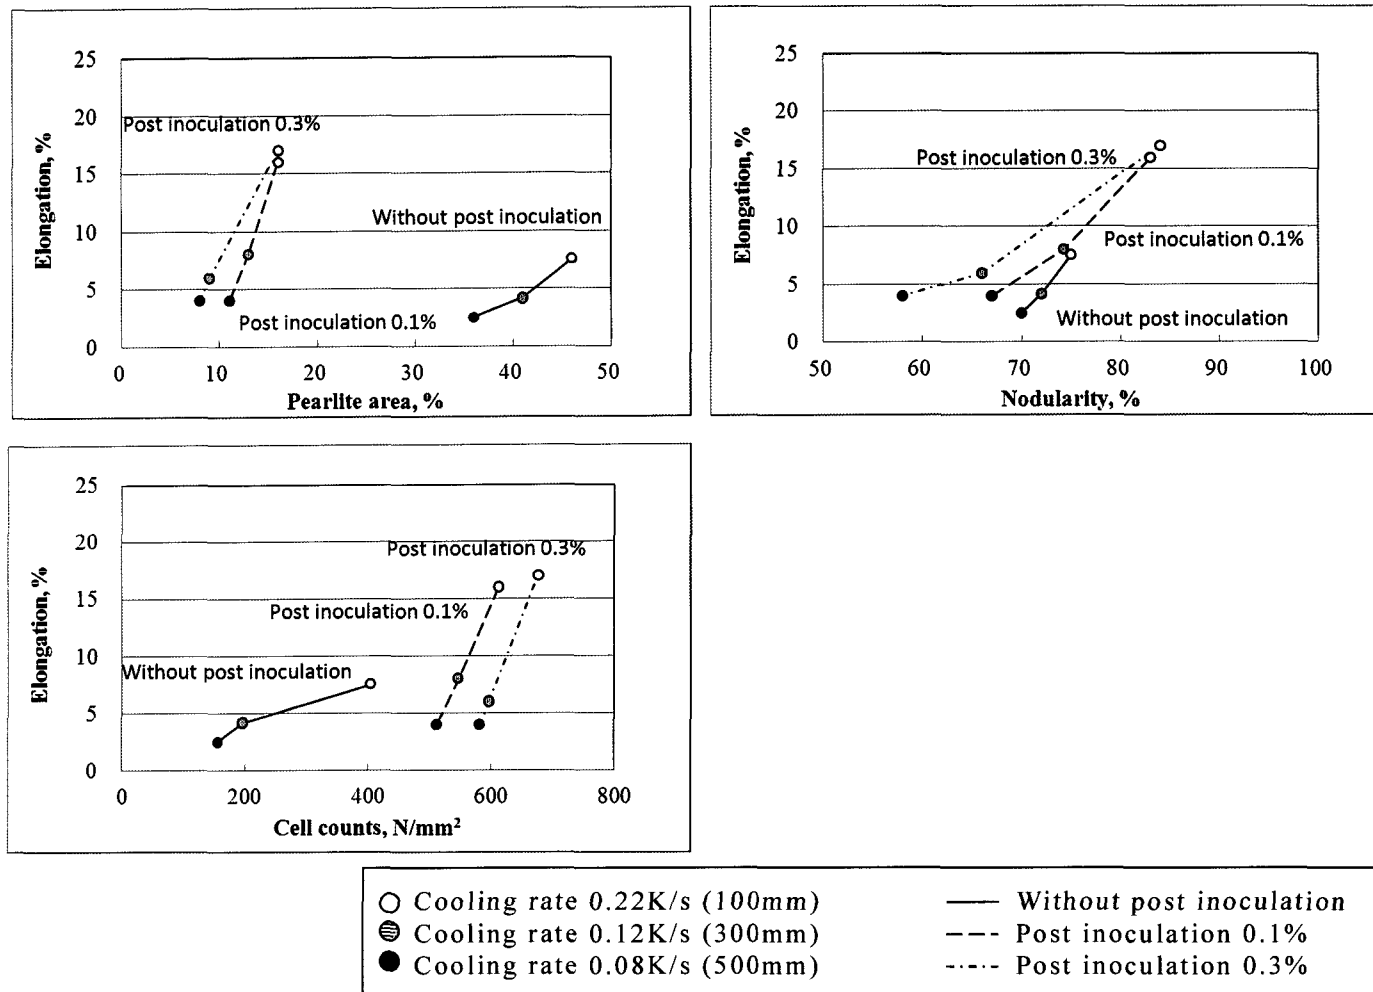 25
20
15
10
5
0
Elongation, %
Post inoculation 0.3%
Without post inoculation
Post inoculation 0.1%
0 10 20 30 40 50
Pearlite area, %
25
20
15
10
5
0
Elongation, %
Post inoculation 0.3%
Post inoculation 0.1%
Without post inoculation
50 60 70 80 90 100
Nodularity, %
25
20
15
10
5
0
Elongation, %
Post inoculation 0.3%
Post inoculation 0.1%
Without post inoculation
0 200 400 600 800
Cell counts, N/mm²
Cooling rate 0.22K/s (100mm)
Cooling rate 0.12K/s (300mm)
Cooling rate 0.08K/s (500mm)
Without post inoculation
Post inoculation 0.1%
Post inoculation 0.3%